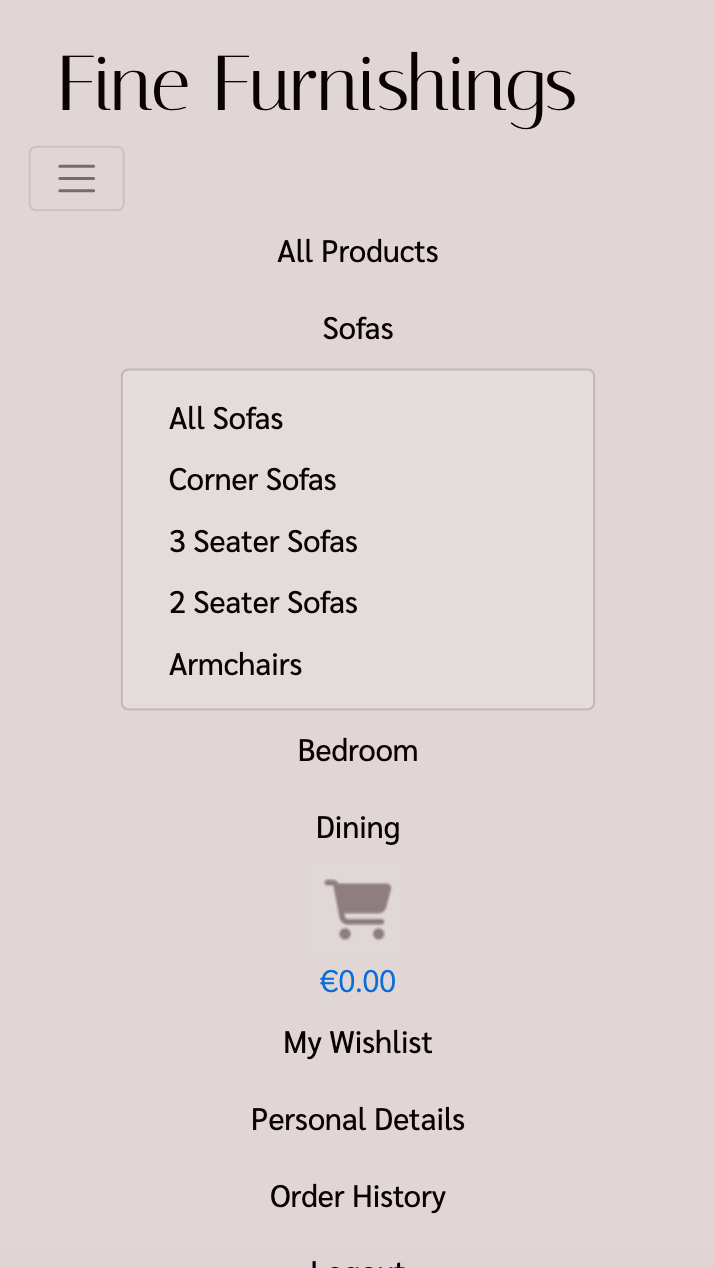 Fine Furnishings
All Products
Sofas
All Sofas
Corner Sofas
3 Seater Sofas
2 Seater Sofas
Armchairs
Bedroom
Dining
€0.00
My Wishlist
Personal Details
Order History
Logout